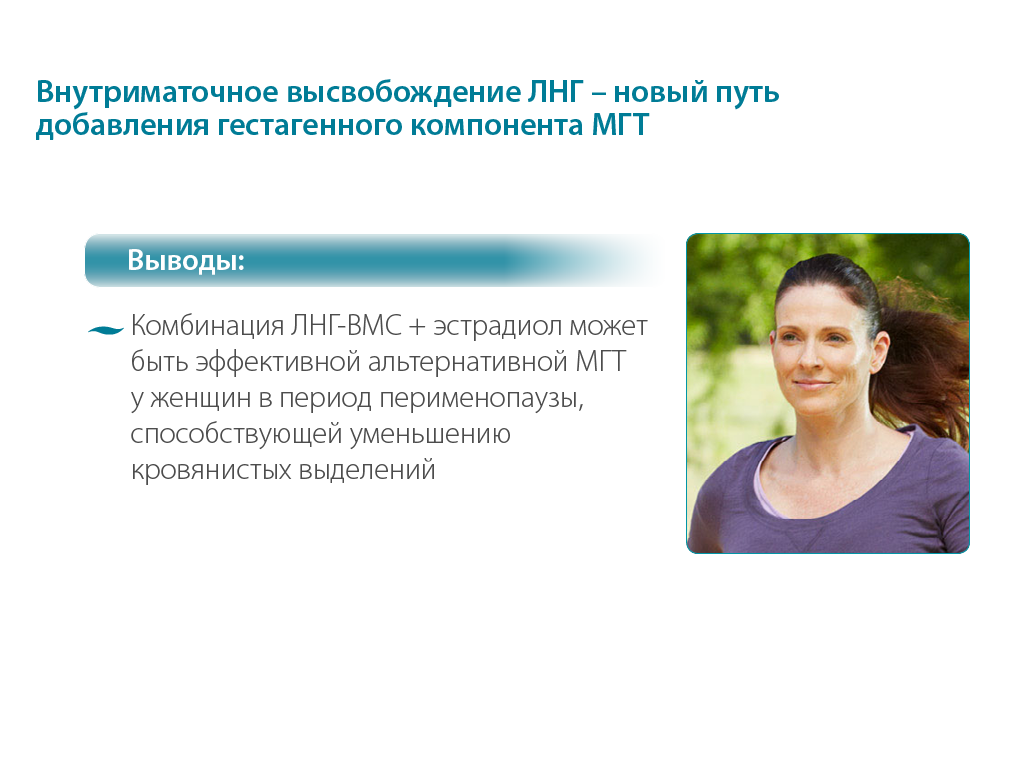 Внутриматочное высвобождение ЛНГ – новый путь
добавления гестагенного компонента МГТ
Выводы:
Комбинация ЛНГ-ВМС + эстрадиол может
быть эффективной альтернативной МГТ
у женщин в период перименопаузы,
способствующей уменьшению
кровянистых выделений